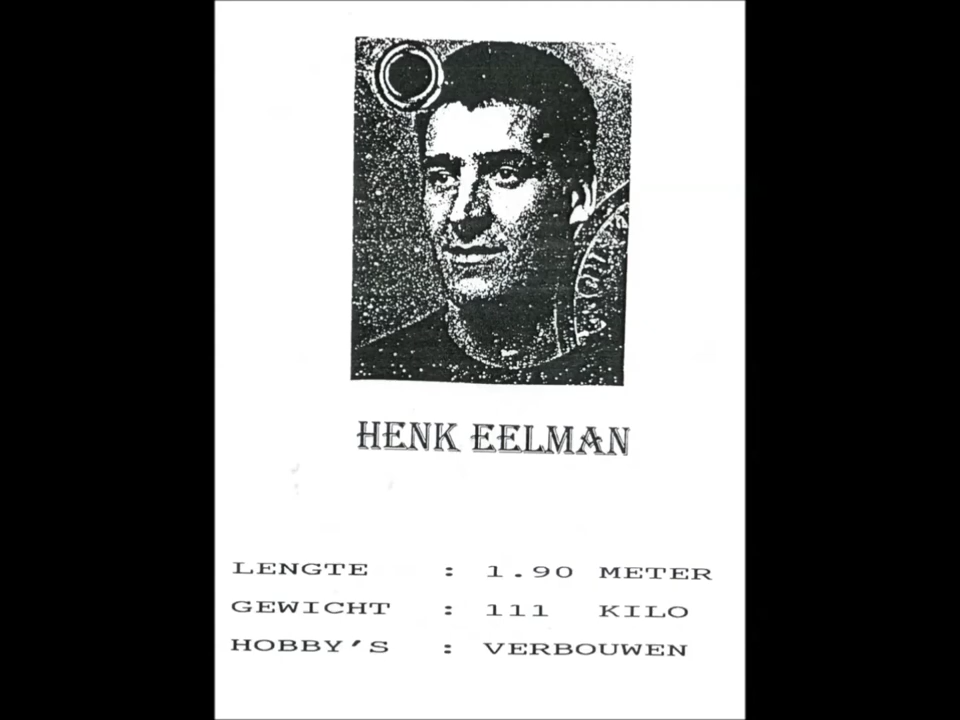 HENK EELMAN
LENGTE : 1.90 METER
GEWICHT : 111 KILO
HOBBY'S : VERBOUWEN